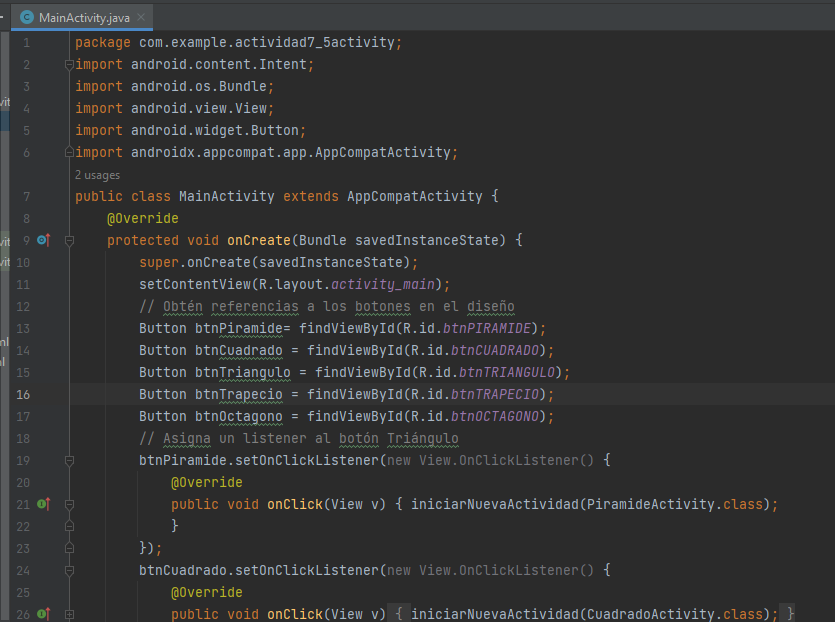 MainActivity.java
1 package com.example.actividad7_5activity;
2 import android.content.Intent;
3 import android.os.Bundle;
4 import android.view.View;
5 import android.widget.Button;
6 import androidx.appcompat.app.AppCompatActivity;
2 usages
7 public class MainActivity extends AppCompatActivity {
8 @Override
9 protected void onCreate(Bundle savedInstanceState) {
10 super.onCreate(savedInstanceState);
11 setContentView(R.layout.activity_main);
12 // Obtén referencias a los botones en el diseño
13 Button btnPiramide= findViewById(R.id.btnPIRAMIDE);
14 Button btnCuadrado = findViewById(R.id.btnCUADRADO);
15 Button btnTriangulo = findViewById(R.id.btnTRIANGULO);
16 Button btnTrapecio = findViewById(R.id.btnTRAPECIO);
17 Button btnOctagono = findViewById(R.id.btnOCTAGONO);
18 // Asigna un listener al botón Triángulo
19 btnPiramide.setOnClickListener(new View.OnClickListener() {
20 @Override
21 public void onClick(View v) { iniciarNuevaActividad(PiramideActivity.class);
22 }
23 });
24 btnCuadrado.setOnClickListener(new View.OnClickListener() {
25 @Override
26 public void onClick(View v) { iniciarNuevaActividad(CuadradoActivity.class); }